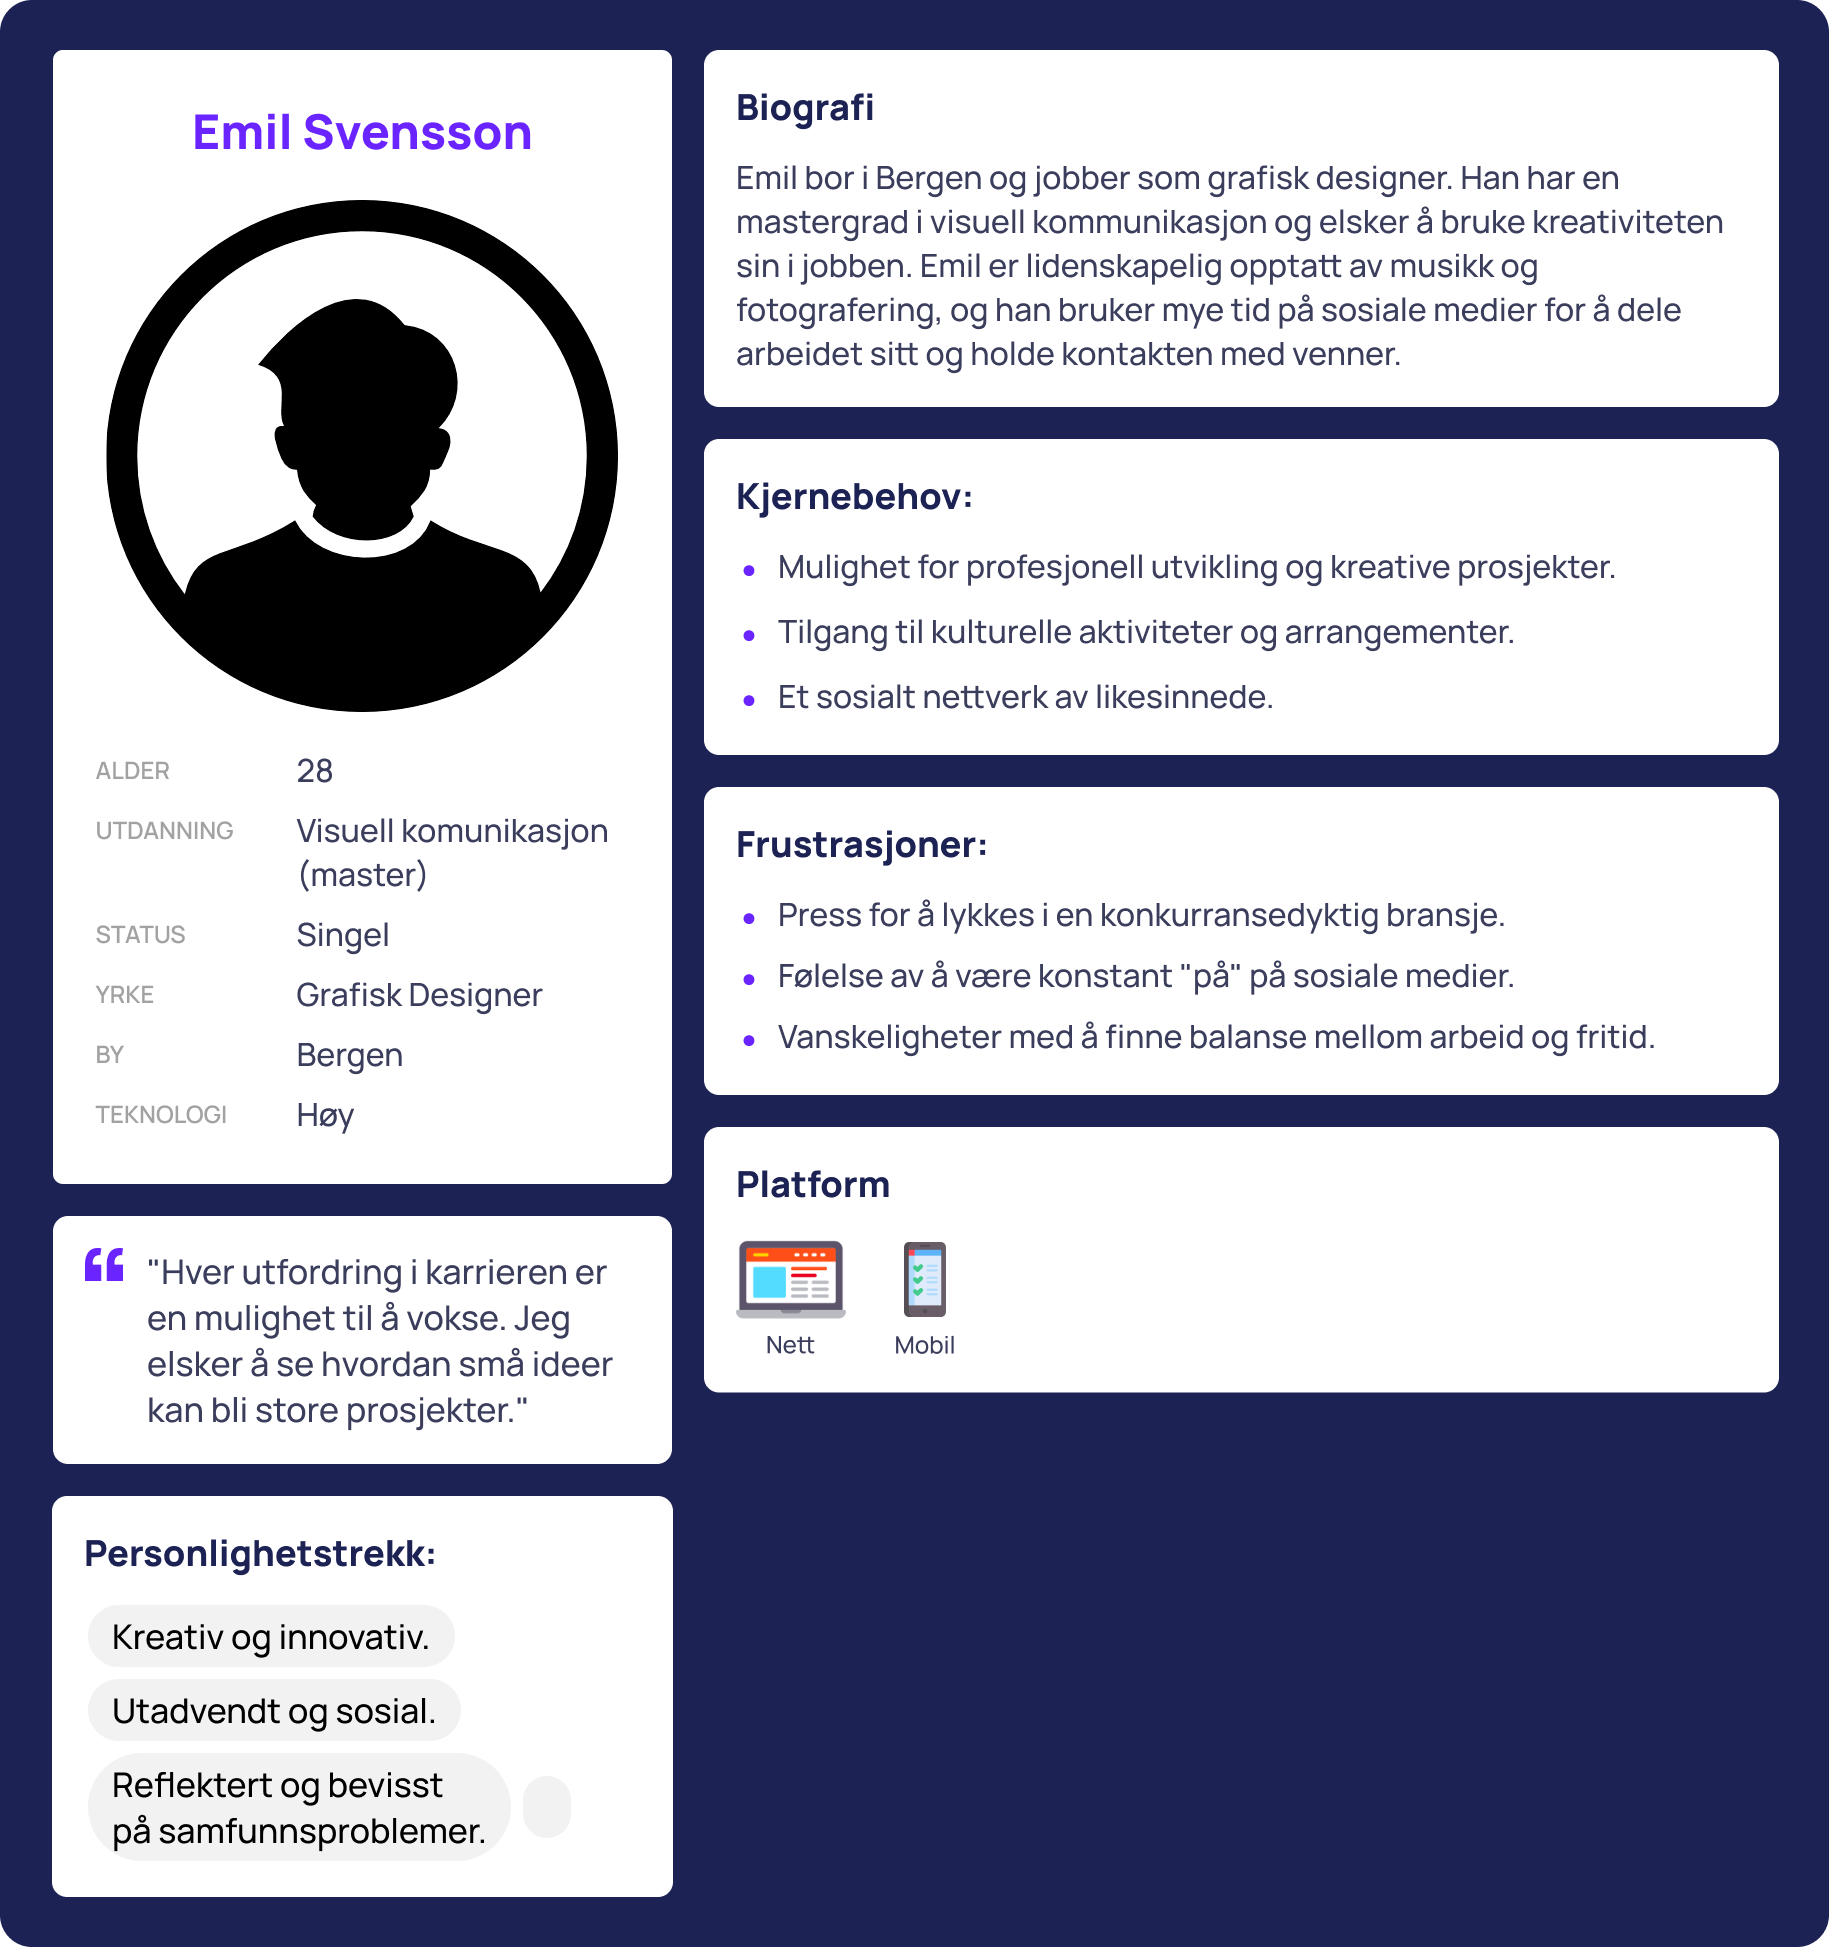 Emil Svensson
ALDER 28
UTDANNING Visuell komunikasjon
(master)
STATUS Singel
YRKE Grafisk Designer
BY Bergen
TEKNOLOGI Høy
"Hver utfordring i karrieren er
en mulighet til å vokse. Jeg
elsker å se hvordan små ideer
kan bli store prosjekter."
Personlighetstrekk:
Kreativ og innovativ.
Utadvendt og sosial.
Reflektert og bevisst
på samfunnsproblemer.
Biografi
Emil bor i Bergen og jobber som grafisk designer. Han har en
mastergrad i visuell kommunikasjon og elsker å bruke kreativiteten
sin i jobben. Emil er lidenskapelig opptatt av musikk og
fotografering, og han bruker mye tid på sosiale medier for å dele
arbeidet sitt og holde kontakten med venner.
Kjernebehov:
• Mulighet for profesjonell utvikling og kreative prosjekter.
• Tilgang til kulturelle aktiviteter og arrangementer.
• Et sosialt nettverk av likesinnede.
Frustrasjoner:
• Press for å lykkes i en konkurransedyktig bransje.
• Følelse av å være konstant "på" på sosiale medier.
• Vanskeligheter med å finne balanse mellom arbeid og fritid.
Platform
Nett Mobil